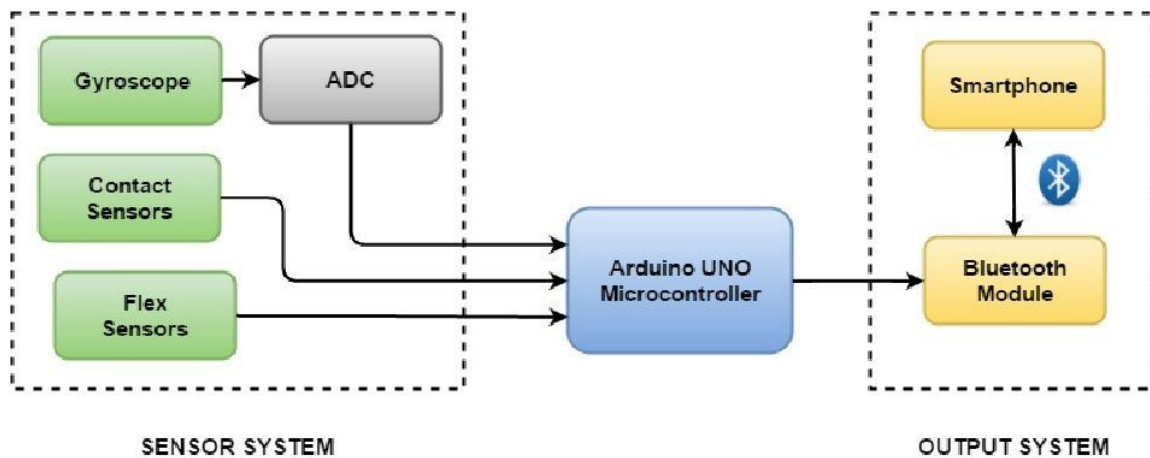 Gyroscope
ADC
Contact
Sensors
Flex
Sensors
Arduino UNO
Microcontroller
Smartphone
Bluetooth
Module
SENSOR SYSTEM
OUTPUT SYSTEM